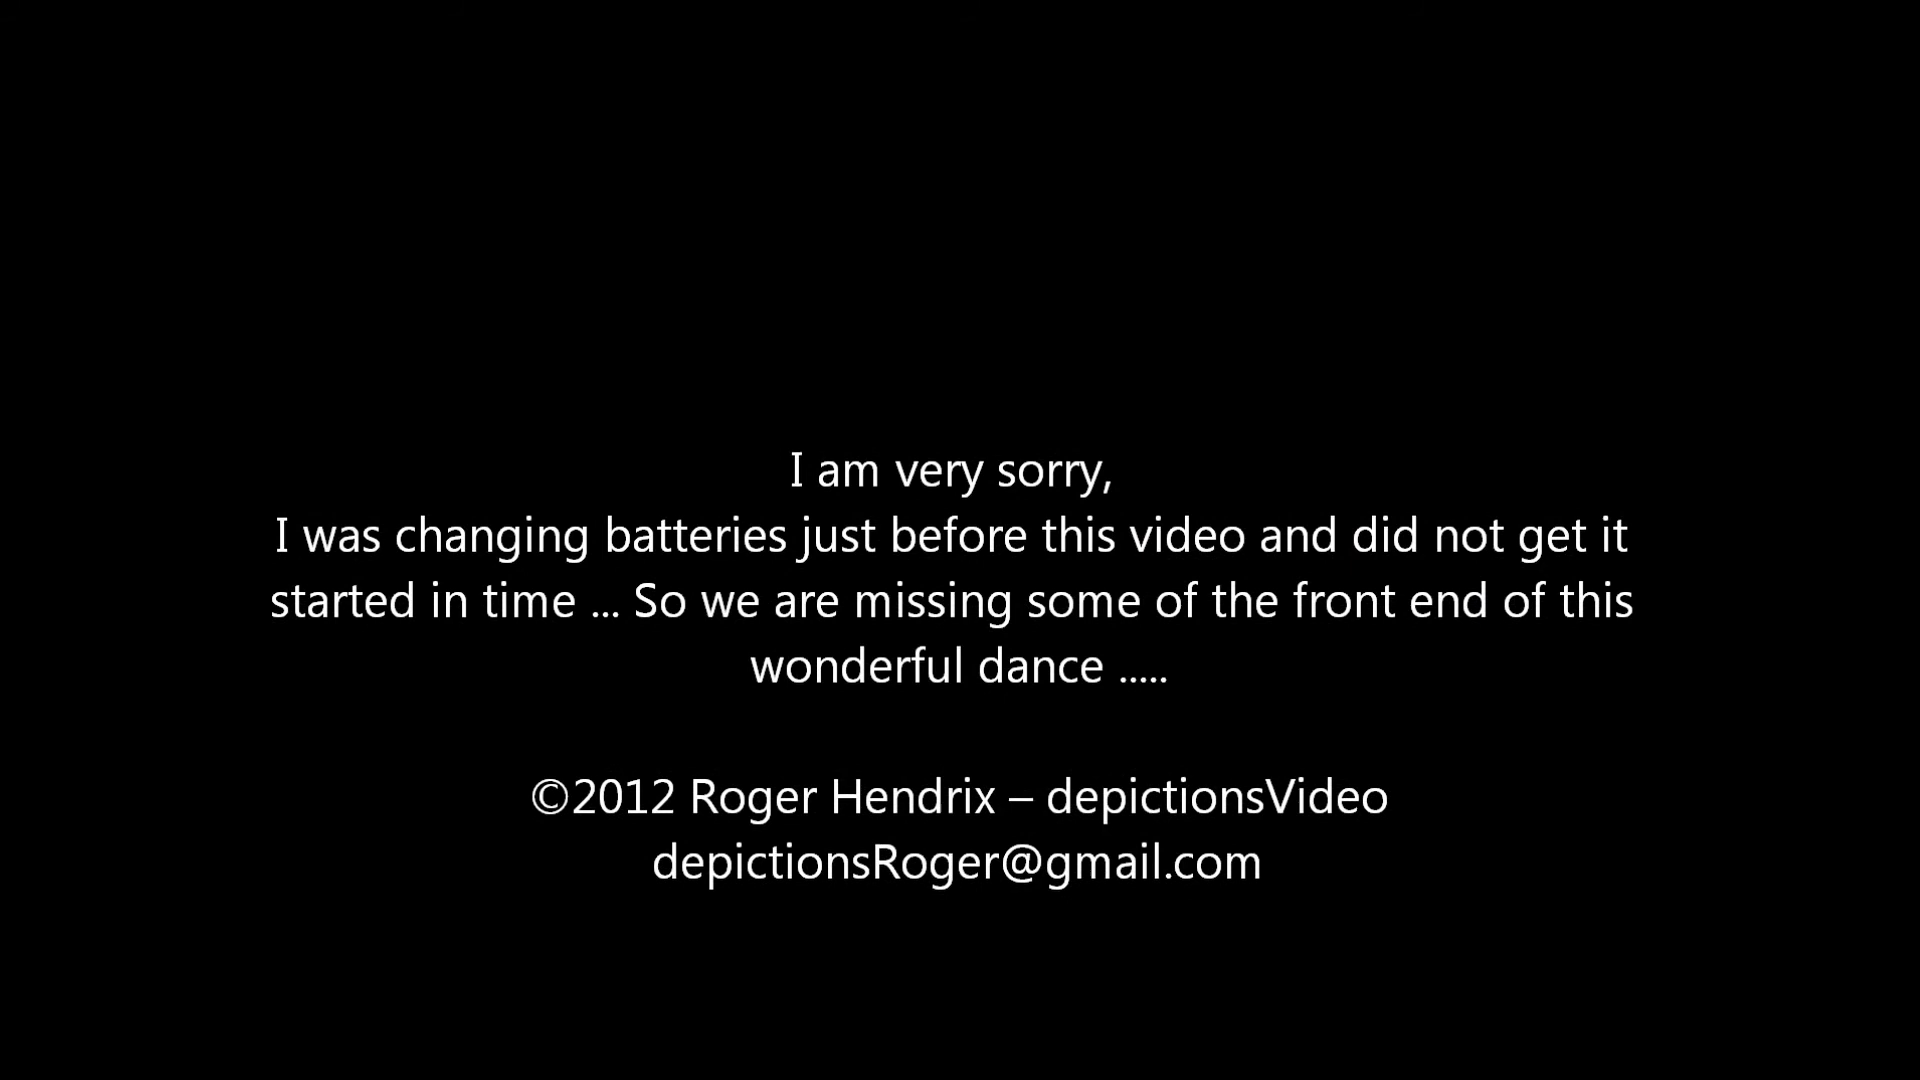 I am very sorry,
I was changing batteries just before this video and did not get it
started in time ... So we are missing some of the front end of this
wonderful dance .....
©2012 Roger Hendrix – depictionsVideo
depictionsRoger@gmail.com